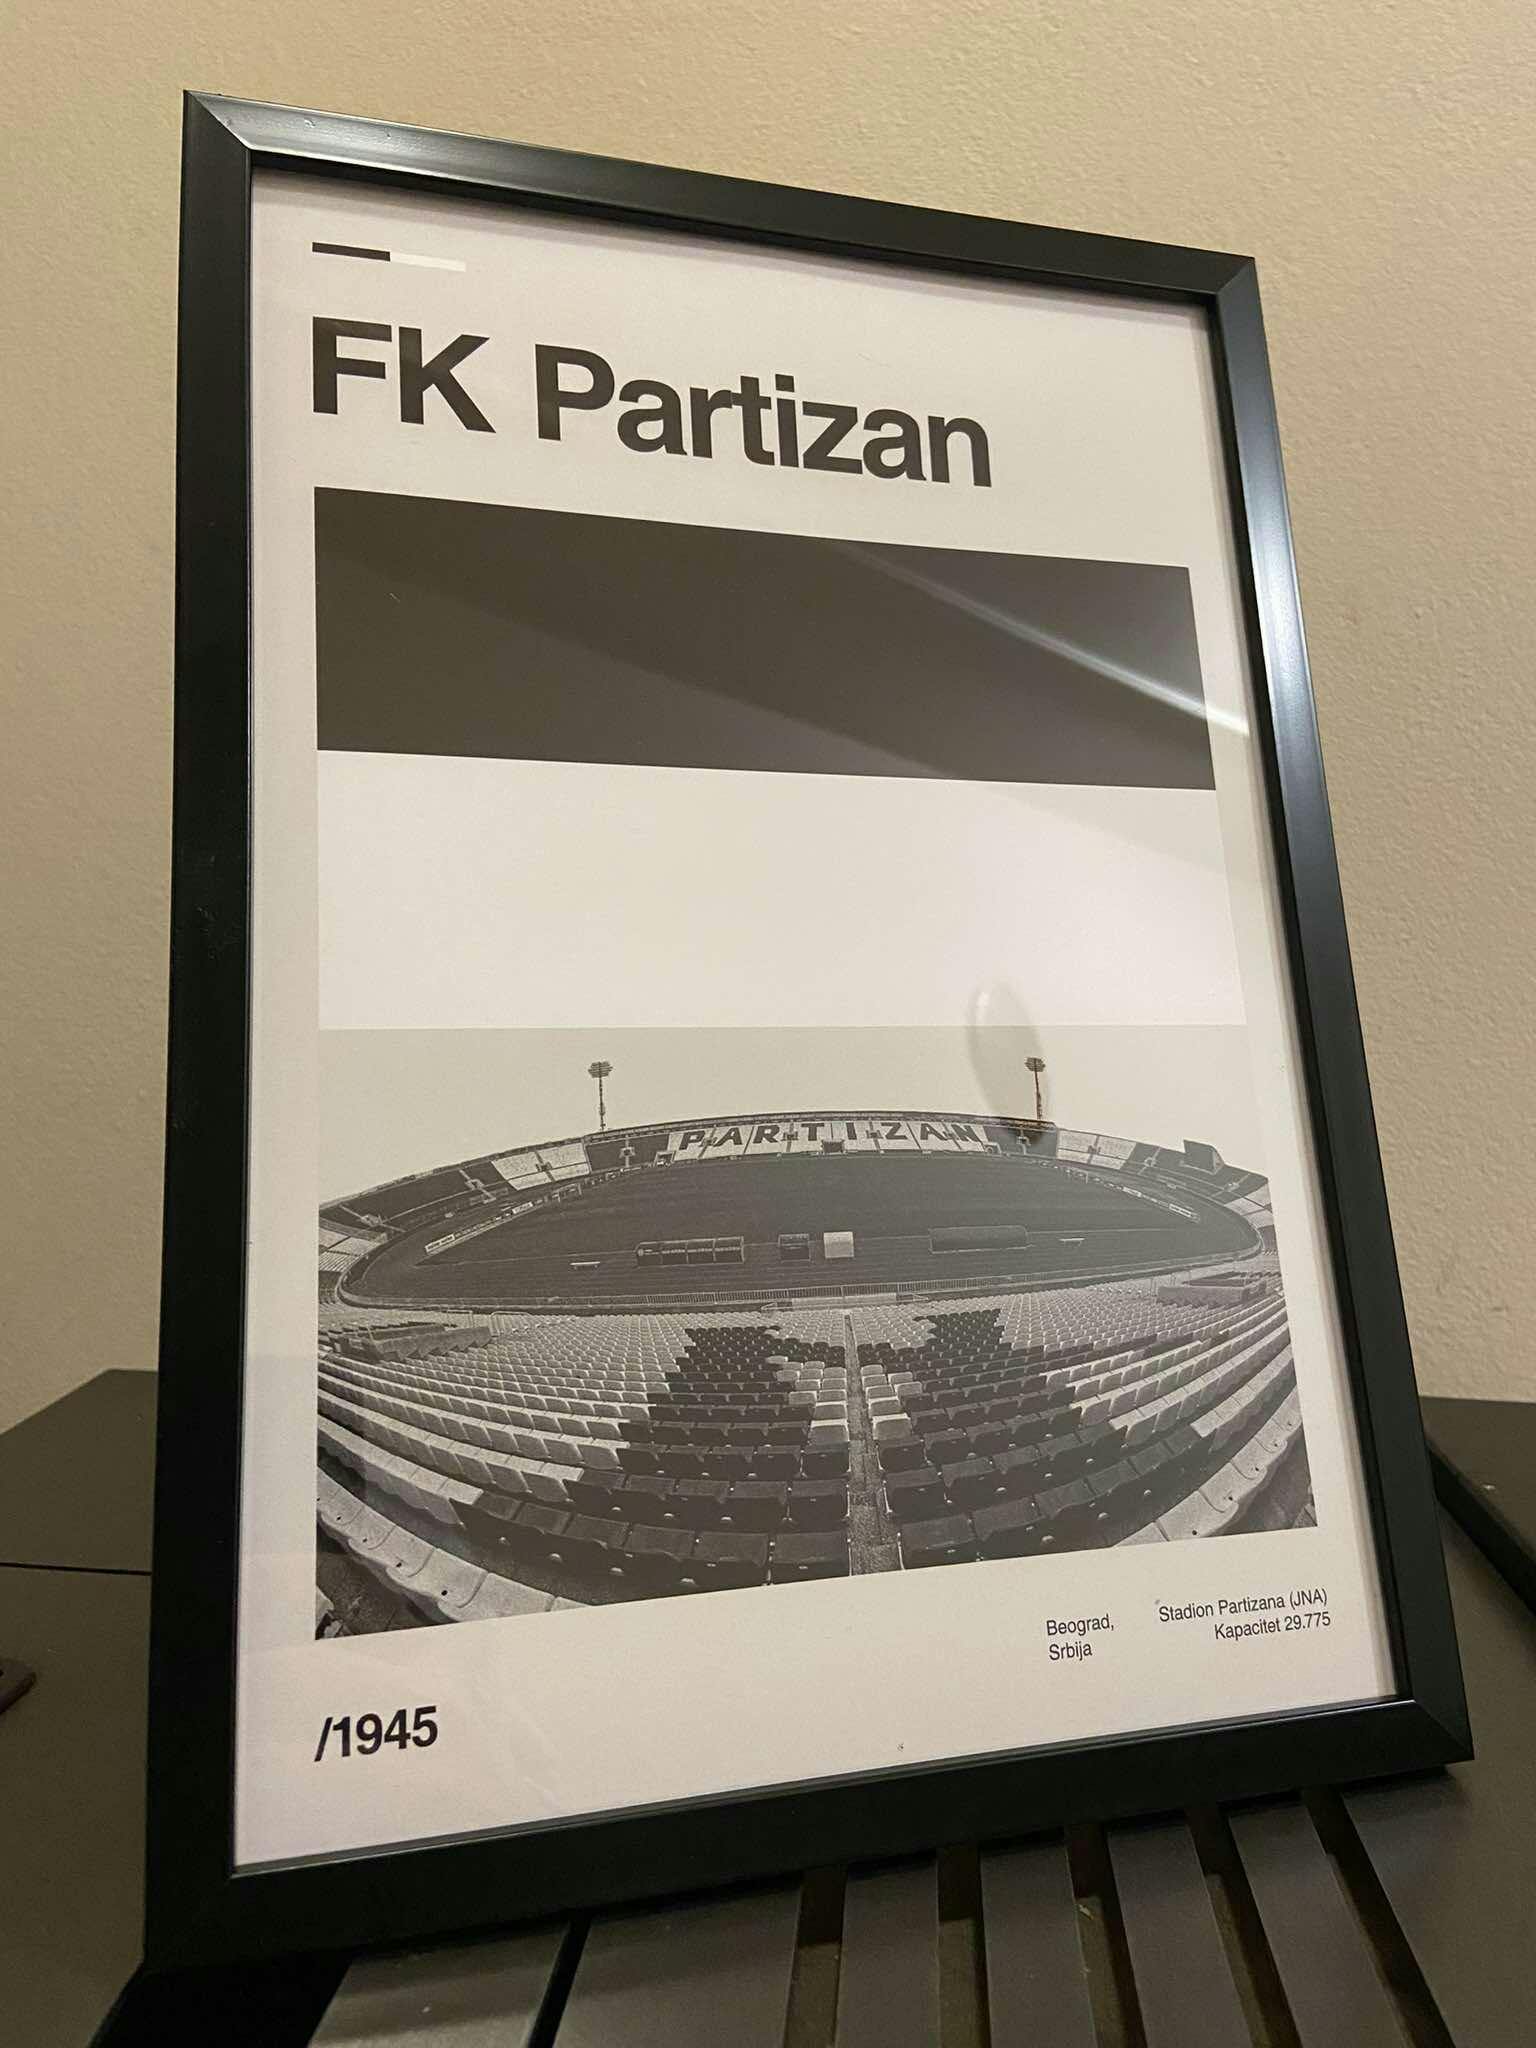 FK Partizan
PARTIZAN
Beograd,
Srbija
Stadion Partizana (JNA)
Kapacitet 29.775
/1945